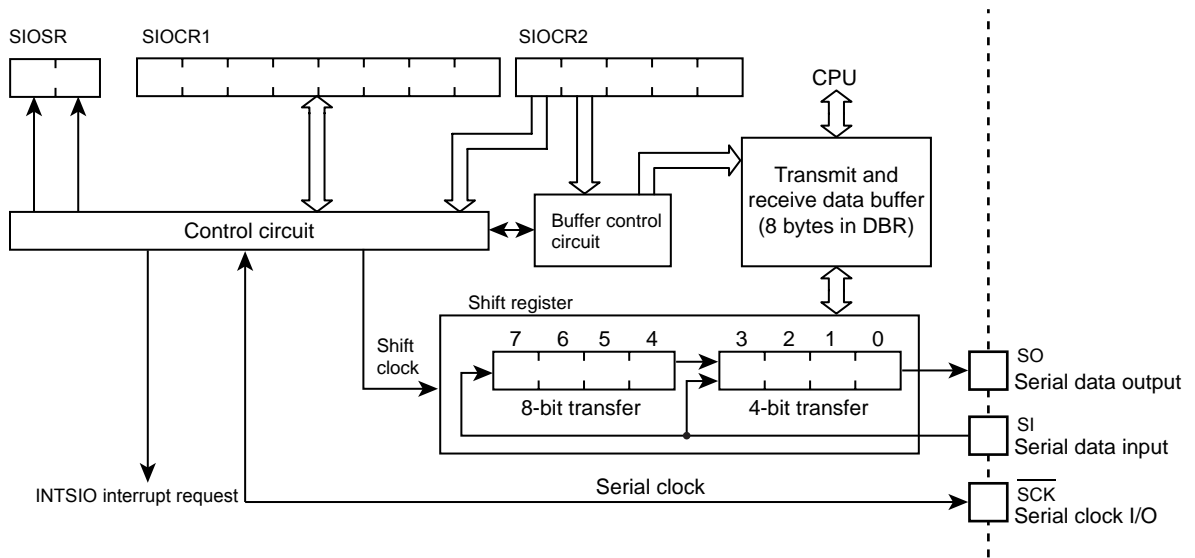 SIOSR
SIOCR1
SIOCR2
CPU
Transmit and
receive data buffer
(8 bytes in DBR)
Control circuit
Buffer control
circuit
Shift register
7 6 5 4 3 2 1 0
Shift
clock
8-bit transfer
4-bit transfer
SO
Serial data output
SI
Serial data input
INTSIO interrupt request
Serial clock
SCK
Serial clock I/O